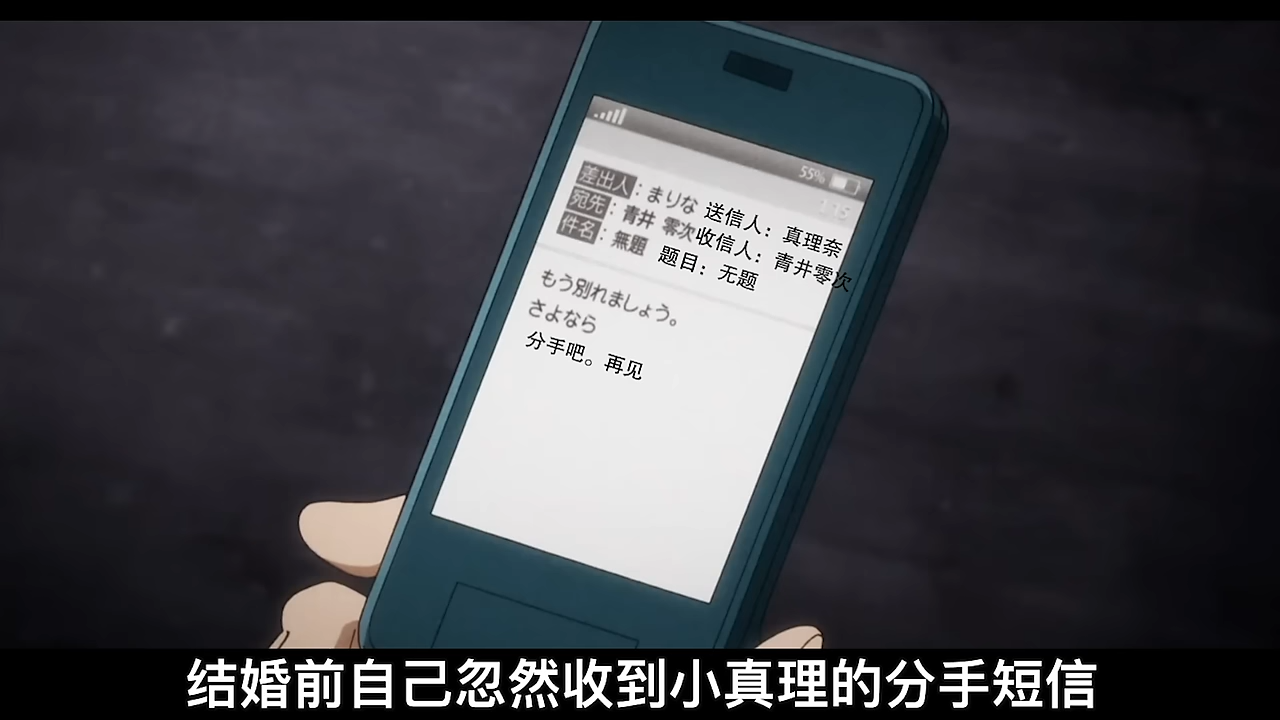 55%
1:15
差出人：まりな 送信人：真理奈
宛先：青井 零次 收信人：青井零次
件名：無題 题目：无题
もう別れましょう。
さよなら
分手吧。再见
结婚前自己忽然收到小真理的分手短信